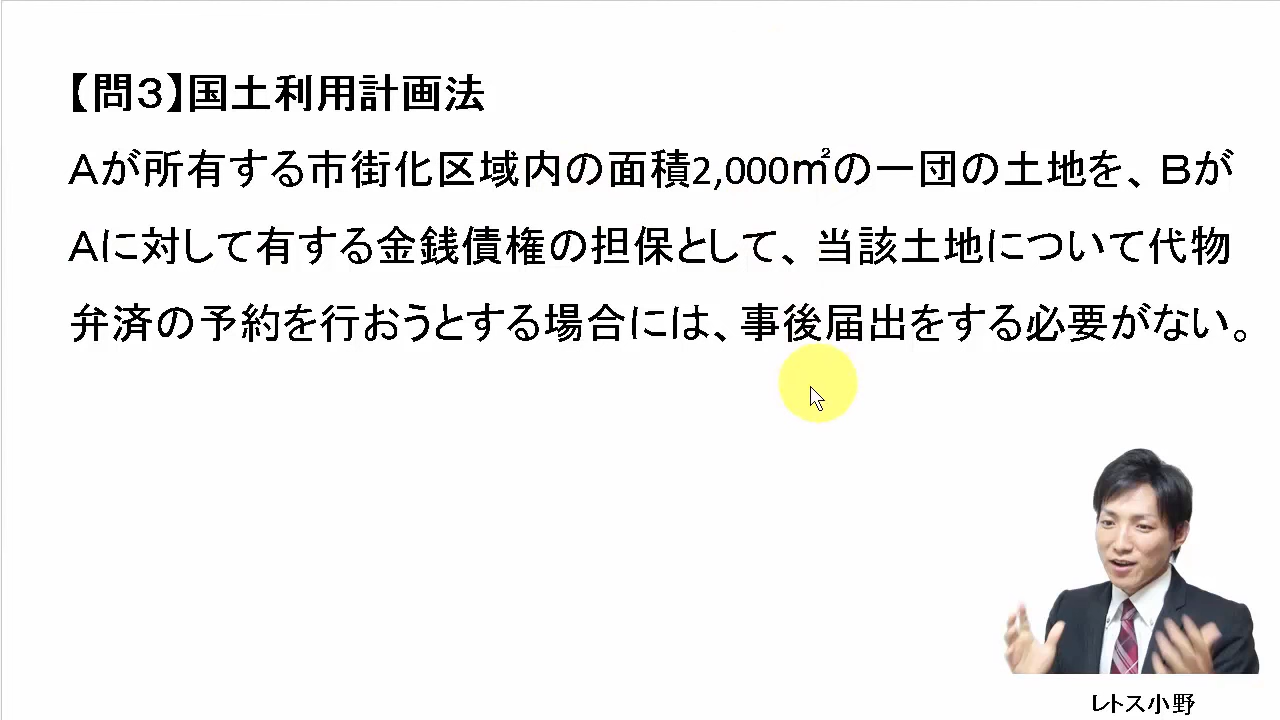 【問３】国土利用計画法
Ａが所有する市街化区域内の面積2,000㎡の一団の土地を、Ｂが
Ａに対して有する金銭債権の担保として、当該土地について代物
弁済の予約を行おうとする場合には、事後届出をする必要がない。
レトス小野